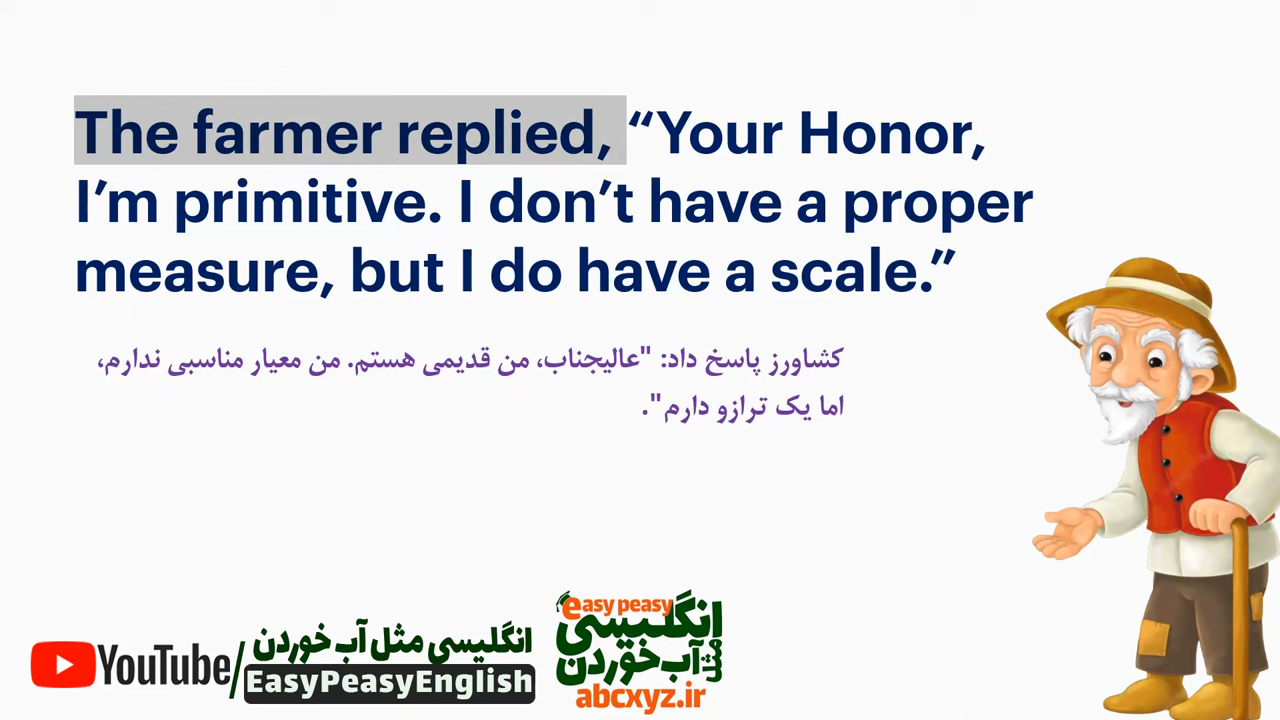 The farmer replied, “Your Honor,
I’m primitive. I don’t have a proper
measure, but I do have a scale.”
کشاورز پاسخ داد: "عالیجناب، من قدیمی هستم. من معیار مناسبی ندارم،
اما یک ترازو دارم".
YouTube/انگلیسی مثل آب خوردن
EasyPeasyEnglish
easy peasy
انگلیسی
مثل آب خوردن
abcxyz.ir